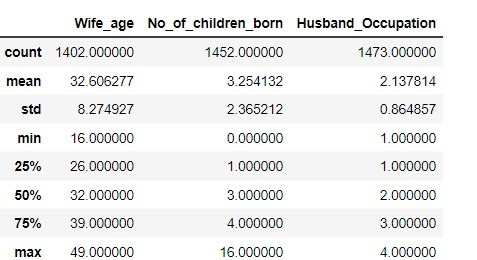 Wife_age No_of_children_born Husband_Occupation
count 1402.000000 1452.000000 1473.000000
mean 32.606277 3.254132 2.137814
std 8.274927 2.365212 0.864857
min 16.000000 0.000000 1.000000
25% 26.000000 1.000000 1.000000
50% 32.000000 3.000000 2.000000
75% 39.000000 4.000000 3.000000
max 49.000000 16.000000 4.000000